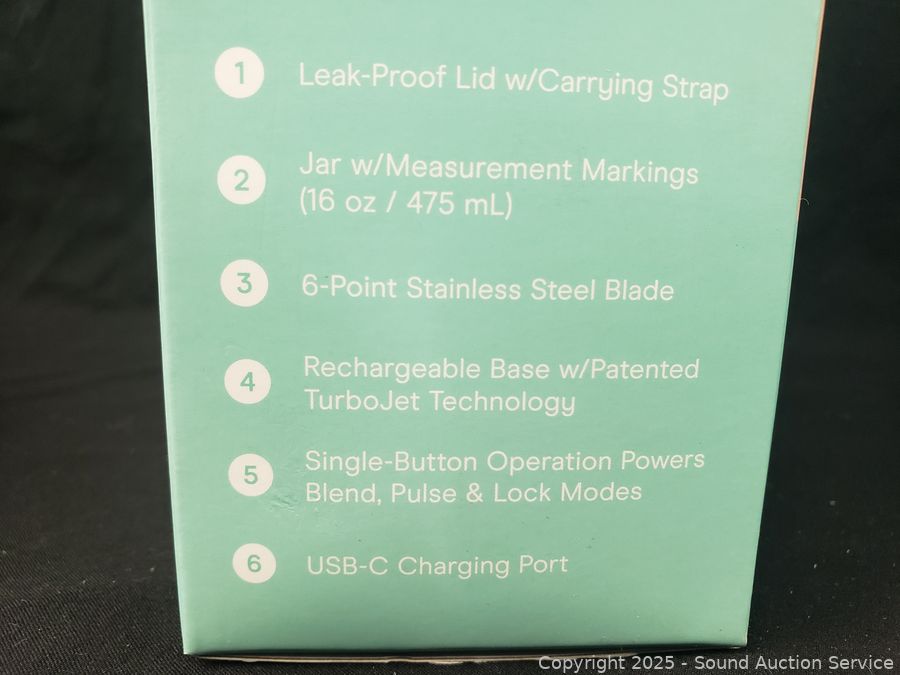 1 Leak-Proof Lid w/Carrying Strap
2 Jar w/Measurement Markings
(16 oz / 475 mL)
3 6-Point Stainless Steel Blade
4 Rechargeable Base w/Patented
TurboJet Technology
5 Single-Button Operation Powers
Blend, Pulse & Lock Modes
6 USB-C Charging Port
Copyright 2025 - Sound Auction Service